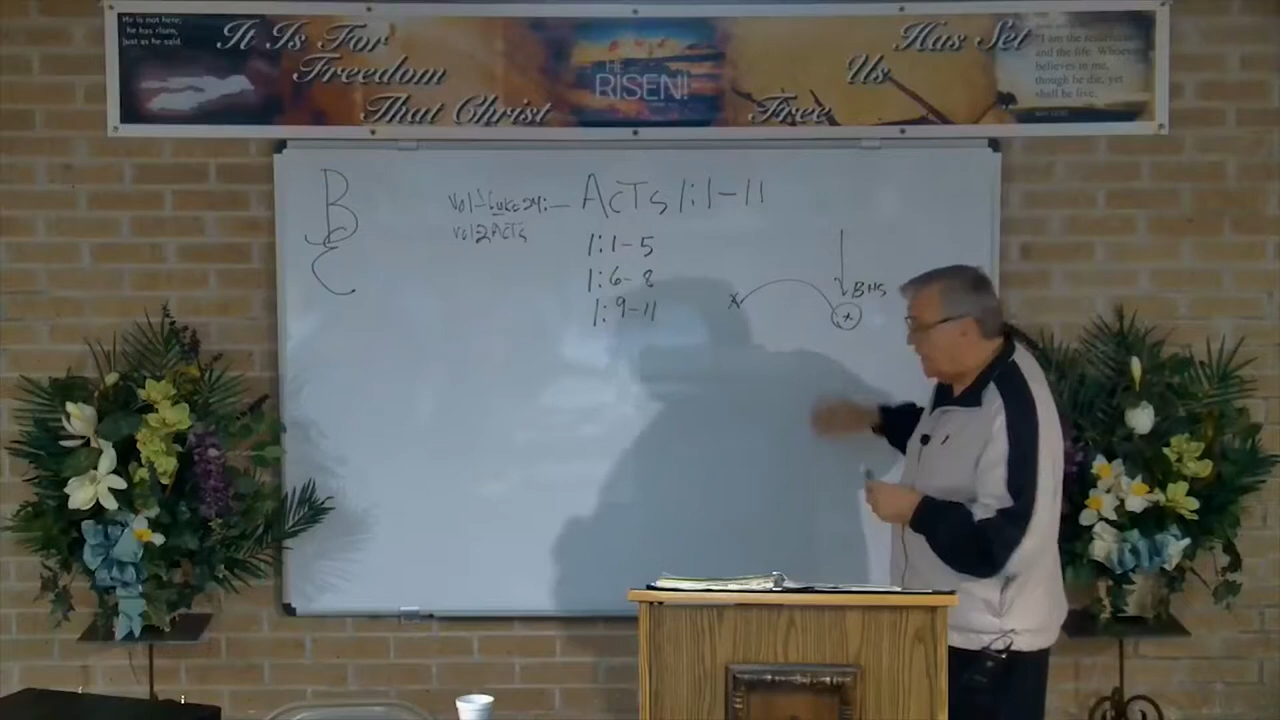 He is not here;
he has risen,
just as he said.
It Is For
Freedom
That Christ
HE
RISEN!
Has Set
Us
Free
"I am the resurrection
and the life. Whoever
believes in me,
though he die, yet
shall he live.
B
C
Vol-1 Luke 24:—
Vol 2 ACTS
ACTS 1:1-11
1:1-5
1:6-8
1:9-11
X
BHS
+